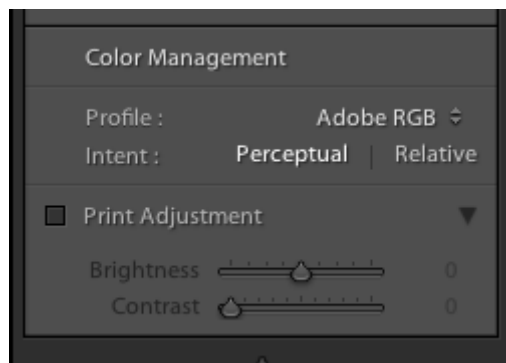 Color Management
Profile : Adobe RGB
Intent : Perceptual | Relative
Print Adjustment
Brightness 0
Contrast 0